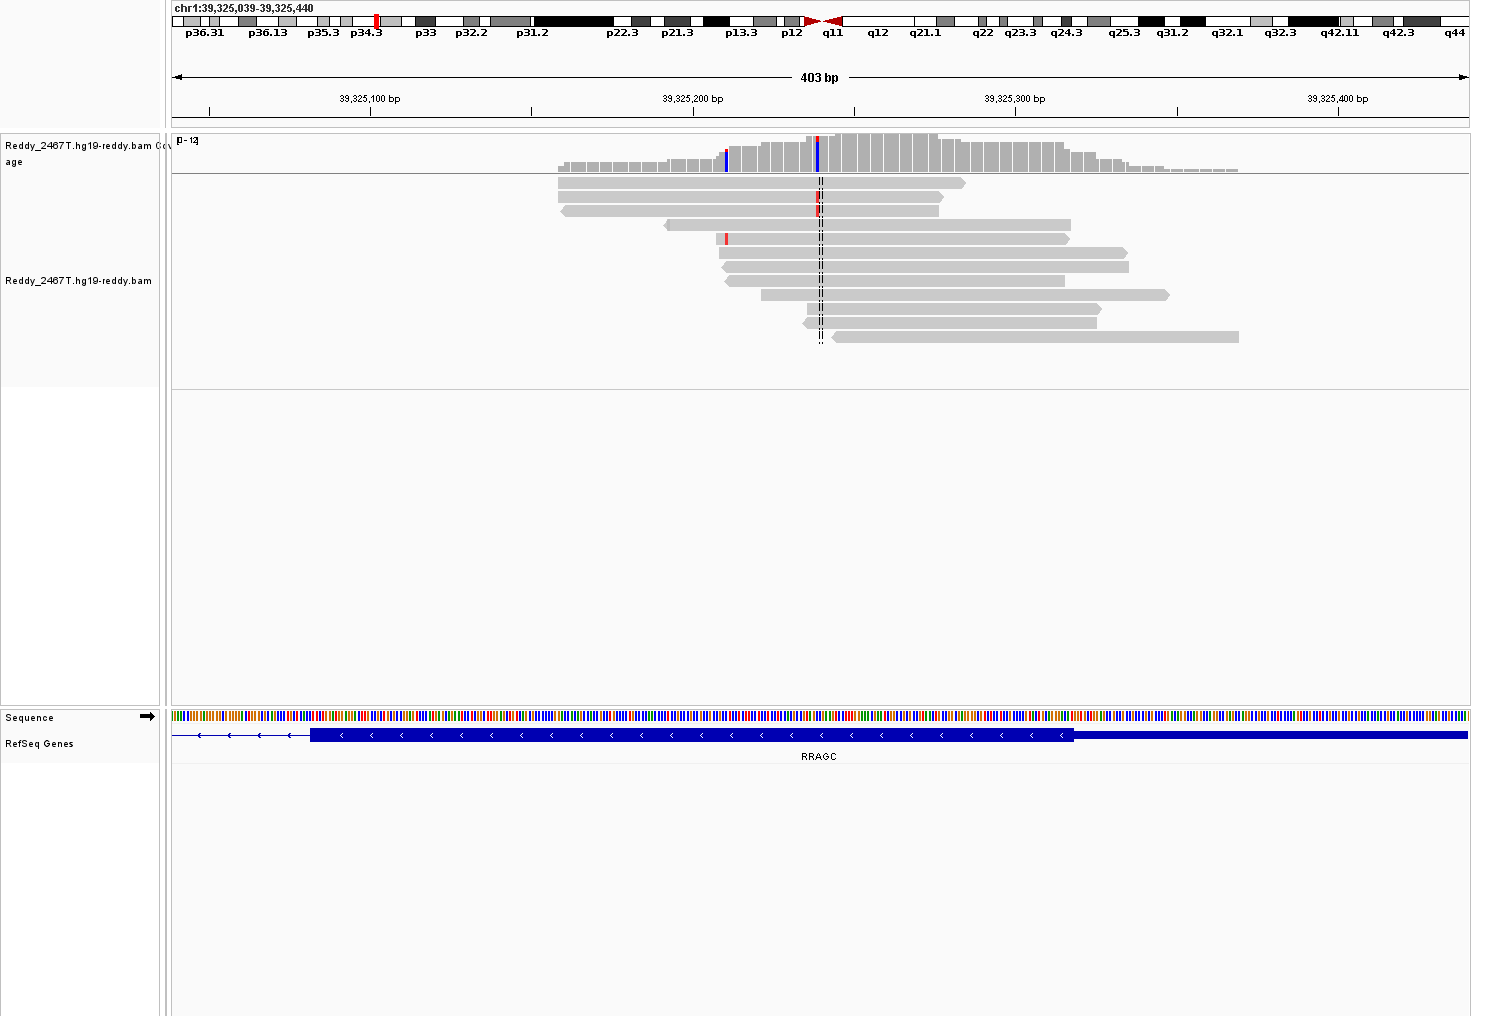 chr1:39,325,039-39,325,440
p36.31 p36.13 p35.3 p34.3 p33 p32.2 p31.2 p22.3 p21.3 p13.3 p12 q11 q12 q21.1 q22 q23.3 q24.3 q25.3 q31.2 q32.1 q32.3 q42.11 q42.3 q44
403 bp
39,325,100 bp 39,325,200 bp 39,325,300 bp 39,325,400 bp
Reddy_2467T.hg19-reddy.bam Cov
age
[0 - 12]
Reddy_2467T.hg19-reddy.bam
Sequence
RefSeq Genes
RRAGC